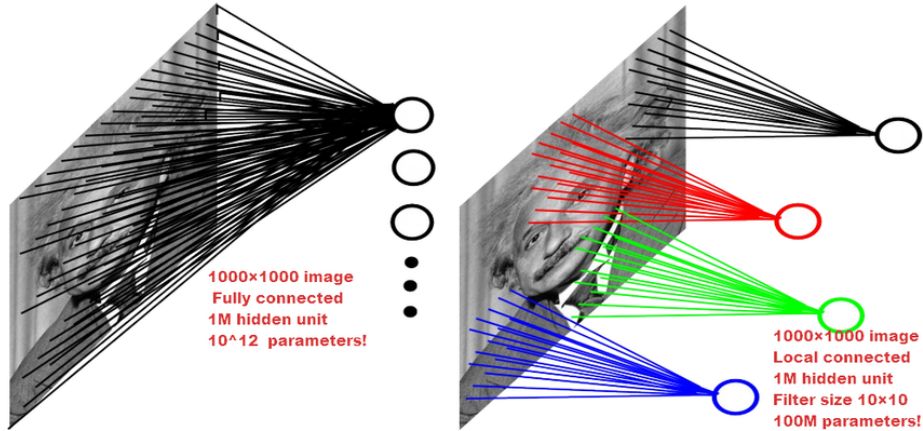 1000×1000 image
Fully connected
1M hidden unit
10^12 parameters!
1000×1000 image
Local connected
1M hidden unit
Filter size 10×10
100M parameters!